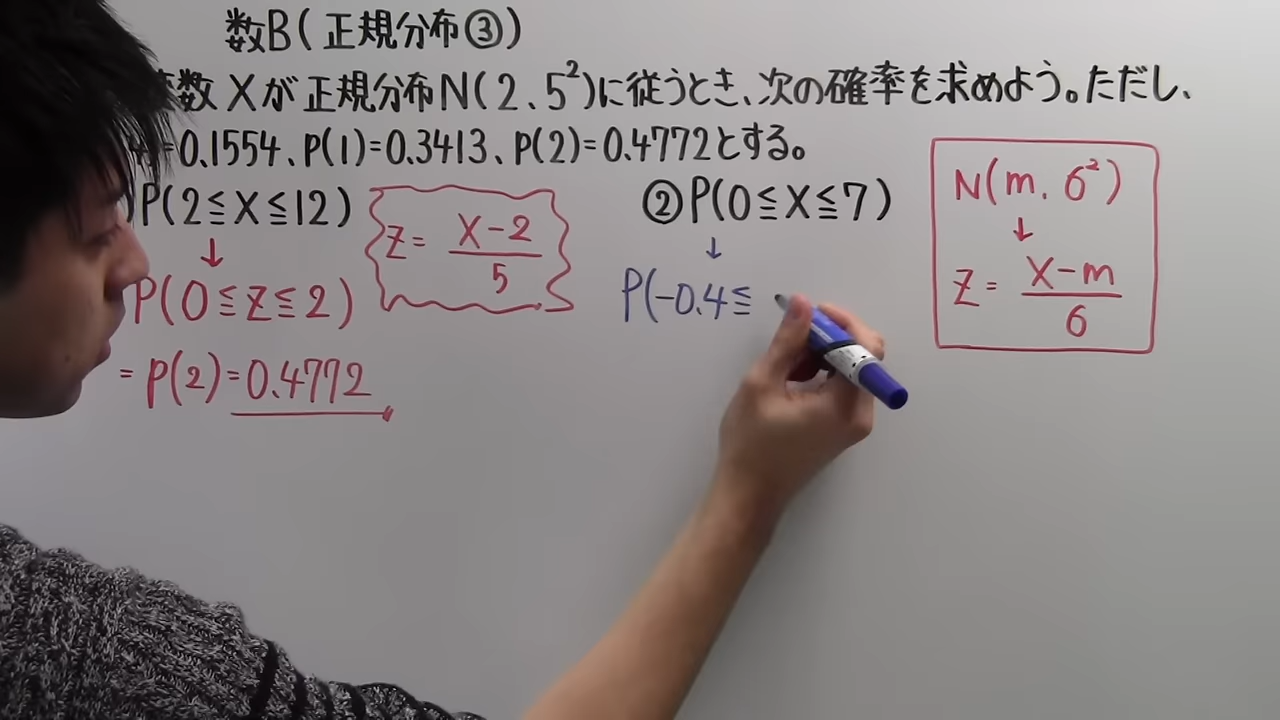 数B(正規分布③)
数Xが正規分布N(2、5²)に従うとき、次の確率を求めよう。ただし、
=0.1554、p(1)=0.3413、p(2)=0.4772とする。
P(2≦X≦12)
↓
P(0≦Z≦2)
=p(2)=0.4772
Z=(X-2)/5
②P(0≦X≦7)
↓
P(-0.4≦
N(m,σ²)
↓
Z=(X-m)/σ